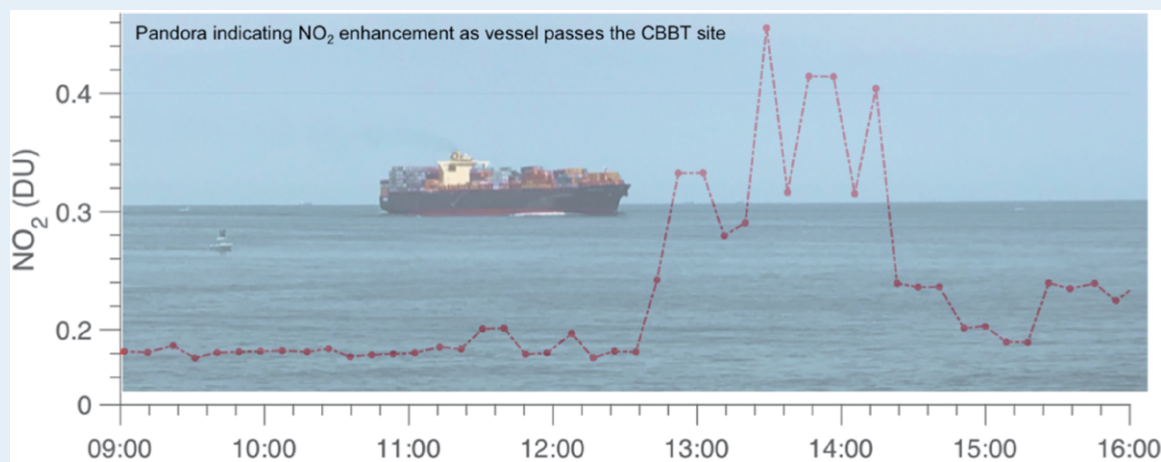 Pandora indicating NO₂ enhancement as vessel passes the CBBT site
NO₂ (DU)
0.4
0.3
0.2
0
09:00 10:00 11:00 12:00 13:00 14:00 15:00 16:00